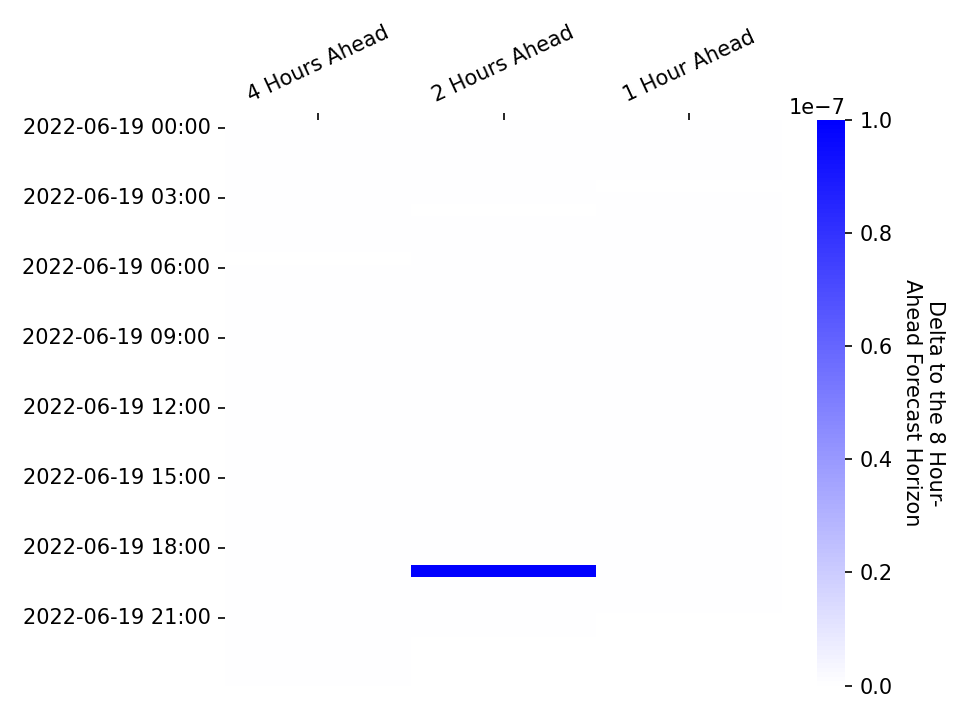 4 Hours Ahead
2 Hours Ahead
1 Hour Ahead
2022-06-19 00:00
2022-06-19 03:00
2022-06-19 06:00
2022-06-19 09:00
2022-06-19 12:00
2022-06-19 15:00
2022-06-19 18:00
2022-06-19 21:00
1e−7
1.0
0.8
0.6
0.4
0.2
0.0
Delta to the 8 Hour-
Ahead Forecast Horizon